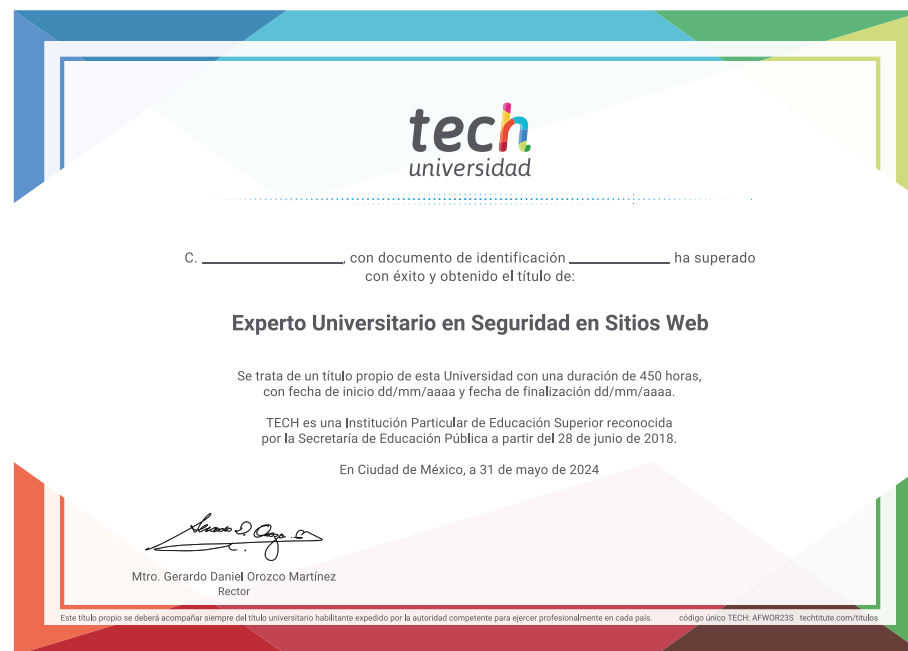 tech
universidad
C. ____________, con documento de identificación ____________ ha superado
con éxito y obtenido el título de:
Experto Universitario en Seguridad en Sitios Web
Se trata de un título propio de esta Universidad con una duración de 450 horas,
con fecha de inicio dd/mm/aaaa y fecha de finalización dd/mm/aaaa.
TECH es una Institución Particular de Educación Superior reconocida
por la Secretaría de Educación Pública a partir del 28 de junio de 2018.
En Ciudad de México, a 31 de mayo de 2024
Mtro. Gerardo Daniel Orozco Martínez
Rector
Este título propio se deberá acompañar siempre del título universitario habilitante expedido por la autoridad competente para ejercer profesionalmente en cada país. código único TECH: AFWOR23S techtitute.com/titulos